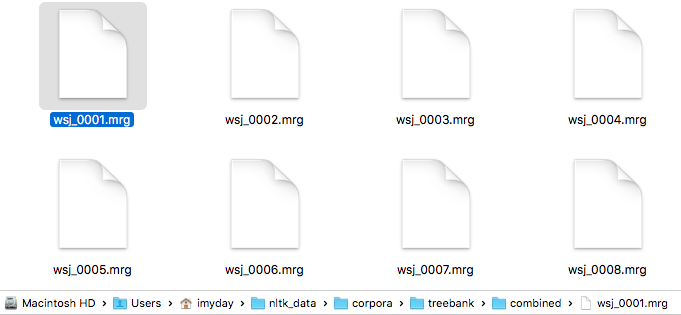 wsj_0001.mrg wsj_0002.mrg wsj_0003.mrg wsj_0004.mrg
wsj_0005.mrg wsj_0006.mrg wsj_0007.mrg wsj_0008.mrg
Macintosh HD Users imyday nltk_data corpora treebank combined wsj_0001.mrg